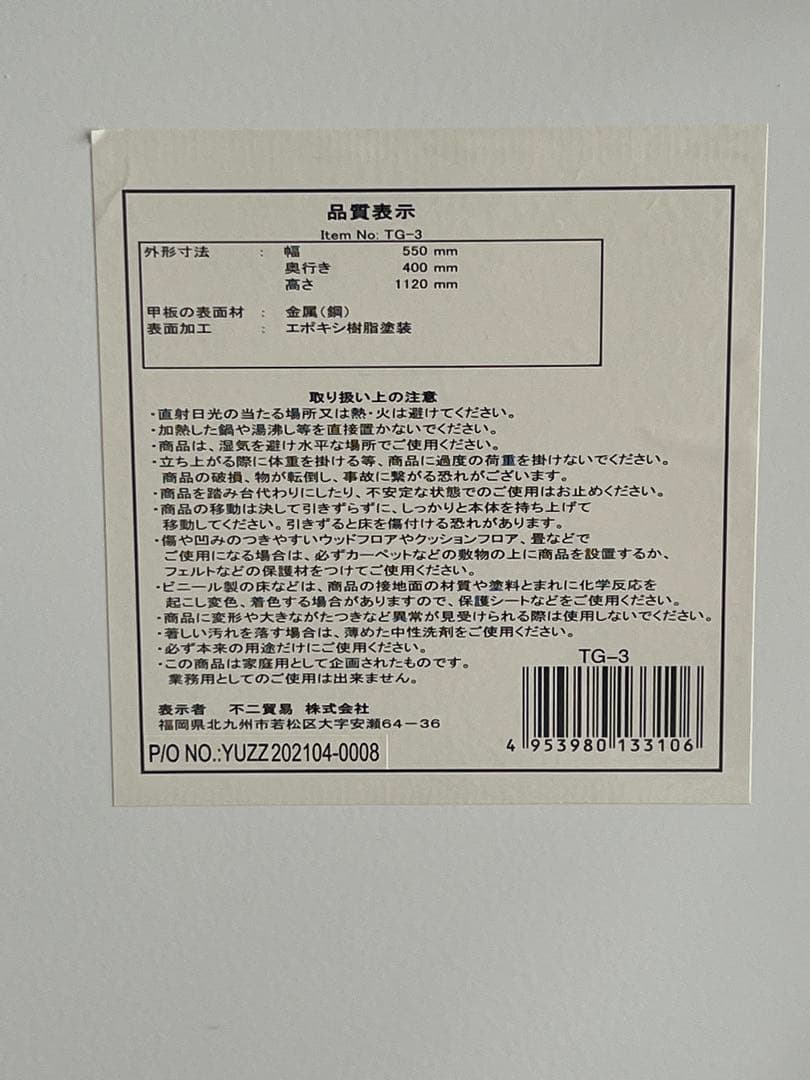 品質表示
Item No: TG-3
外形寸法 : 幅 550 mm
奥行き 400 mm
高さ 1120 mm
甲板の表面材 : 金属(鋼)
表面加工 : エポキシ樹脂塗装
取り扱い上の注意
・直射日光の当たる場所又は熱・火は避けてください。
・加熱した鍋や湯沸し等を直接置かないでください。
・商品は、湿気を避け水平な場所でご使用ください。
・立ち上がる際に体重を掛ける等、商品に過度の荷重を掛けないでください。
商品の破損、物が転倒し、事故に繋がる恐れがございます。
・商品を踏み台代わりにしたり、不安定な状態でのご使用はお止めください。
・商品の移動は決して引きずらずに、しっかりと本体を持ち上げて
移動してください。引きずると床を傷付ける恐れがあります。
・傷や凹みのつきやすいウッドフロアやクッションフロア、畳などで
ご使用になる場合は、必ずカーペットなどの敷物の上に商品を設置するか、
フェルトなどの保護材をつけてご使用ください。
・ビニール製の床などは、商品の接地面の材質や塗料とまれに化学反応を
起こし変色、着色する場合がありますので、保護シートなどをご使用ください。
・商品に変形や大きながたつきなど異常が見受けられる際は使用しないでください。
・著しい汚れを落す場合は、薄めた中性洗剤をご使用ください。
・必ず本来の用途だけにご使用ください。
・この商品は家庭用として企画されたものです。
業務用としてのご使用は出来ません。
TG-3
表示者 不二貿易 株式会社
福岡県北九州市若松区大字安瀬64-36
P/O NO.:YUZZ202104-0008
4 953980 133106